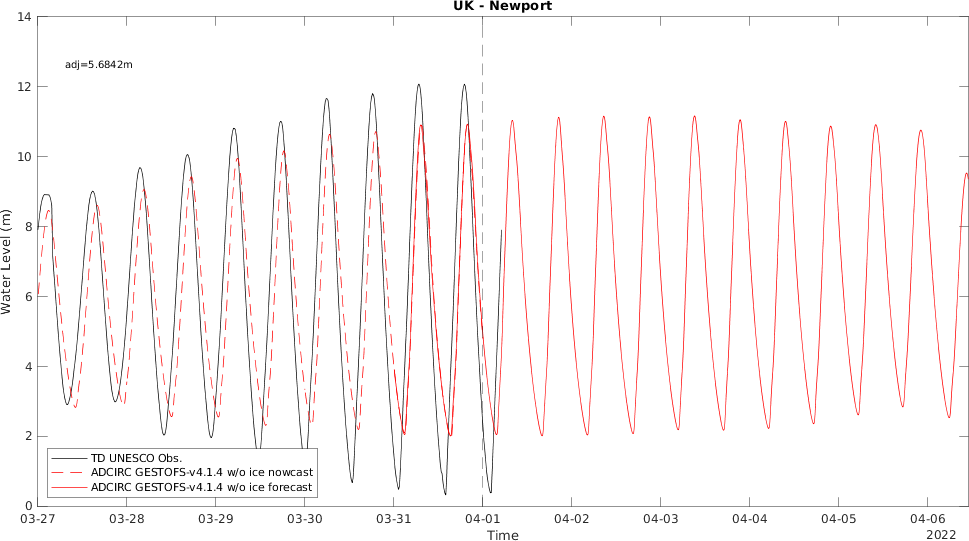 UK - Newport
14
12
10
8
6
4
2
0
Water Level (m)
adj=5.6842m
TD UNESCO Obs.
ADCIRC GESTOFS-v4.1.4 w/o ice nowcast
ADCIRC GESTOFS-v4.1.4 w/o ice forecast
03-27 03-28 03-29 03-30 03-31 04-01 04-02 04-03 04-04 04-05 04-06
Time
2022